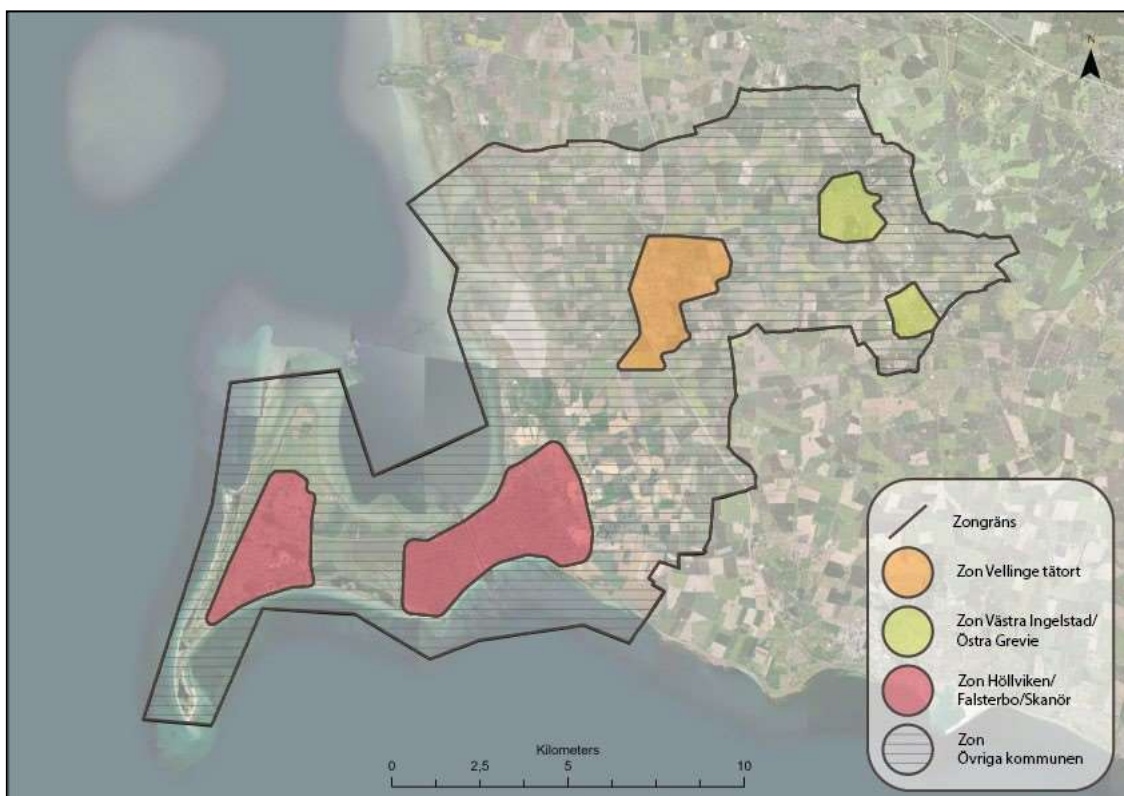 N
Zongräns
Zon Vellinge tätort
Zon Västra Ingelstad/
Östra Grevie
Zon Höllviken/
Falsterbo/Skanör
Zon
Övriga kommunen
Kilometers
0 2,5 5 10